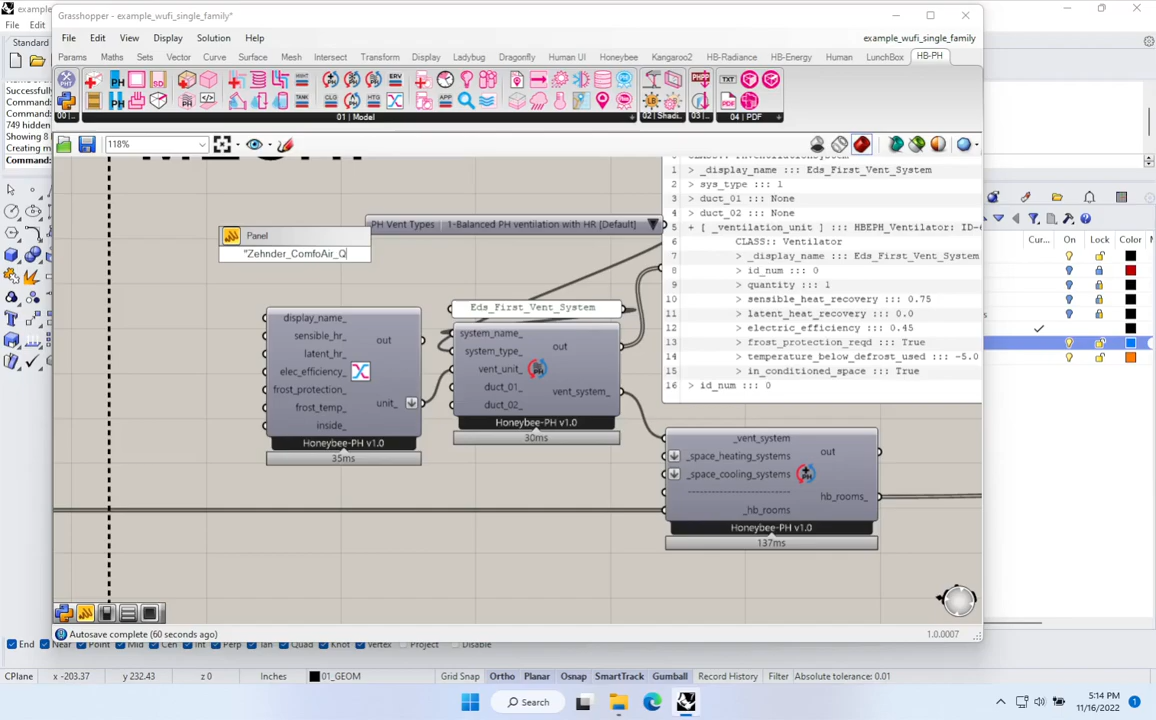 example
Grasshopper - example_wufi_single_family*
File
File Edit View Display Solution Help
example_wufi_single_family
Standard
Params Maths Sets Vector Curve Surface Mesh Intersect Transform Display Ladybug Dragonfly Human UI Honeybee Kangaroo2 HB-Radiance HB-Energy Human LunchBox HB-PH
Successfully
Command:
Command:
749 hidden
Showing 8
Creating m
Command:
01 | Model
02 | Shadi...
04 | PDF
118%
PH Vent Types
1-Balanced PH ventilation with HR [Default]
Panel
"Zehnder_ComfoAir_Q
1 > _display_name ::: Eds_First_Vent_System
2 > sys_type ::: 1
3 > duct_01 ::: None
4 > duct_02 ::: None
5 + [ _ventilation_unit ] ::: HBEPH_Ventilator: ID-
6 CLASS:: Ventilator
7 > _display_name ::: Eds_First_Vent_System
8 > id_num ::: 0
9 > quantity ::: 1
10 > sensible_heat_recovery ::: 0.75
11 > latent_heat_recovery ::: 0.0
12 > electric_efficiency ::: 0.45
13 > frost_protection_reqd ::: True
14 > temperature_below_defrost_used ::: -5.0
15 > in_conditioned_space ::: True
16 > id_num ::: 0
display_name_
sensible_hr_
latent_hr_
elec_efficiency_
frost_protection_
frost_temp_
inside_
out
unit_
Honeybee-PH v1.0
35ms
Eds_First_Vent_System
system_name_
system_type_
vent_unit_
duct_01_
duct_02_
out
vent_system_
Honeybee-PH v1.0
30ms
_vent_system
_space_heating_systems
_space_cooling_systems
_hb_rooms
out
hb_rooms_
Honeybee-PH v1.0
137ms
Cur... On Lock Color
Autosave complete (60 seconds ago)
1.0.0007
End Near Point Mid Cen Int Perp Tan Quad Knot Vertex Project Disable
CPlane x -203.37 y 232.43 z 0 Inches 01_GEOM Grid Snap Ortho Planar Osnap SmartTrack Gumball Record History Filter Absolute tolerance: 0.01
Search
5:14 PM
11/16/2022
1